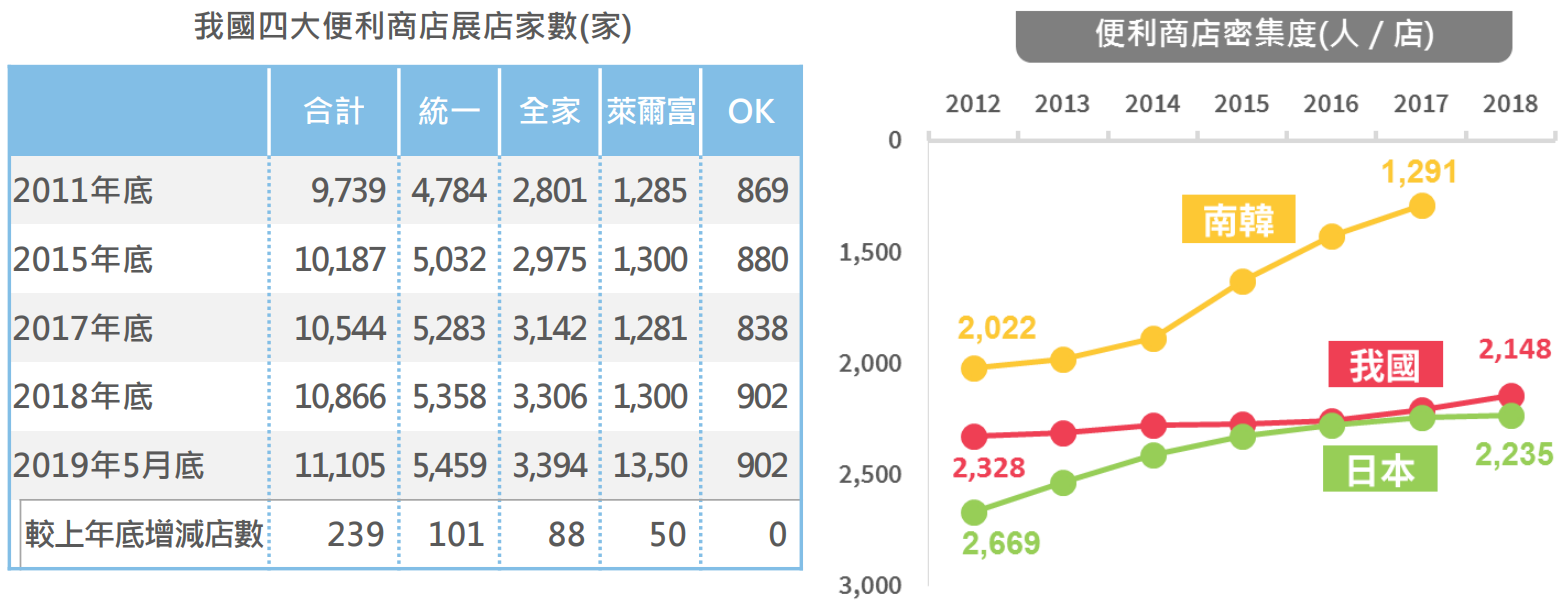 我國四大便利商店展店家數(家)
合計 統一 全家 萊爾富 OK
2011年底 9,739 4,784 2,801 1,285 869
2015年底 10,187 5,032 2,975 1,300 880
2017年底 10,544 5,283 3,142 1,281 838
2018年底 10,866 5,358 3,306 1,300 902
2019年5月底 11,105 5,459 3,394 13,50 902
較上年底增減店數 239 101 88 50 0
便利商店密集度(人 / 店)
2012 2013 2014 2015 2016 2017 2018
0
1,500
2,000
2,500
3,000
1,291
南韓
2,022
我國
2,148
2,328
日本
2,235
2,669